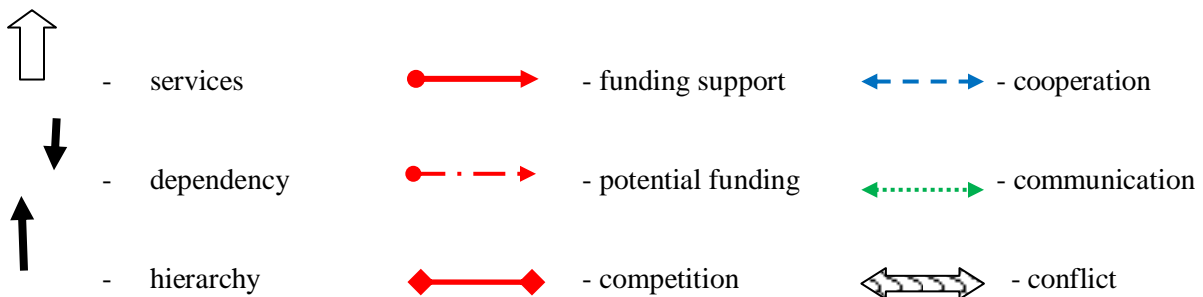 - services - funding support - cooperation
- dependency - potential funding - communication
- hierarchy - competition - conflict